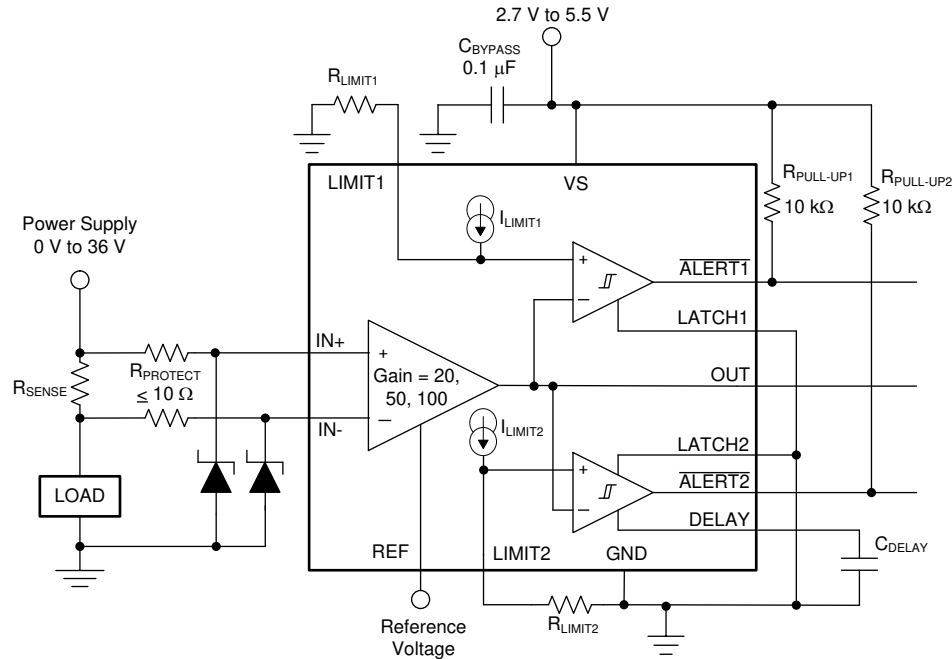 2.7 V to 5.5 V
CBYPASS
0.1 µF
RLIMIT1
LIMIT1
VS
RPULL-UP1
10 kΩ
RPULL-UP2
10 kΩ
Power Supply
0 V to 36 V
ILIMIT1
+
−
ALERT1
LATCH1
IN+
RPROTECT
≤ 10 Ω
RSENSE
+
Gain = 20,
50, 100
−
OUT
IN-
ILIMIT2
LATCH2
+
−
ALERT2
LOAD
DELAY
REF
LIMIT2
GND
CDELAY
RLIMIT2
Reference
Voltage